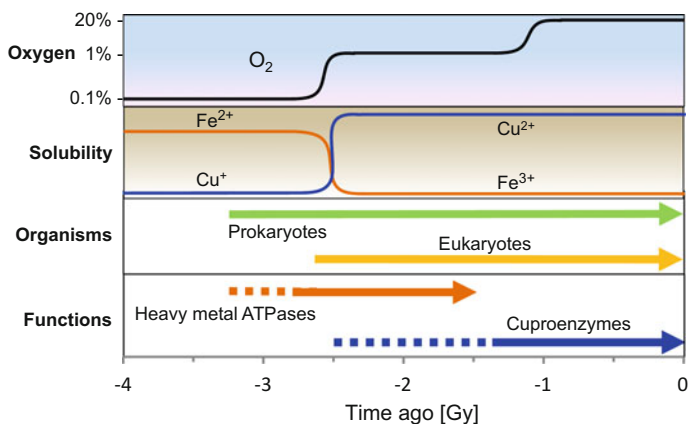 20%
Oxygen 1%
O₂
0.1%
Fe²⁺
Cu²⁺
Solubility
Cu⁺
Fe³⁺
Prokaryotes
Organisms
Eukaryotes
Heavy metal ATPases
Functions
Cuproenzymes
-4 -3 -2 -1 0
Time ago [Gy]